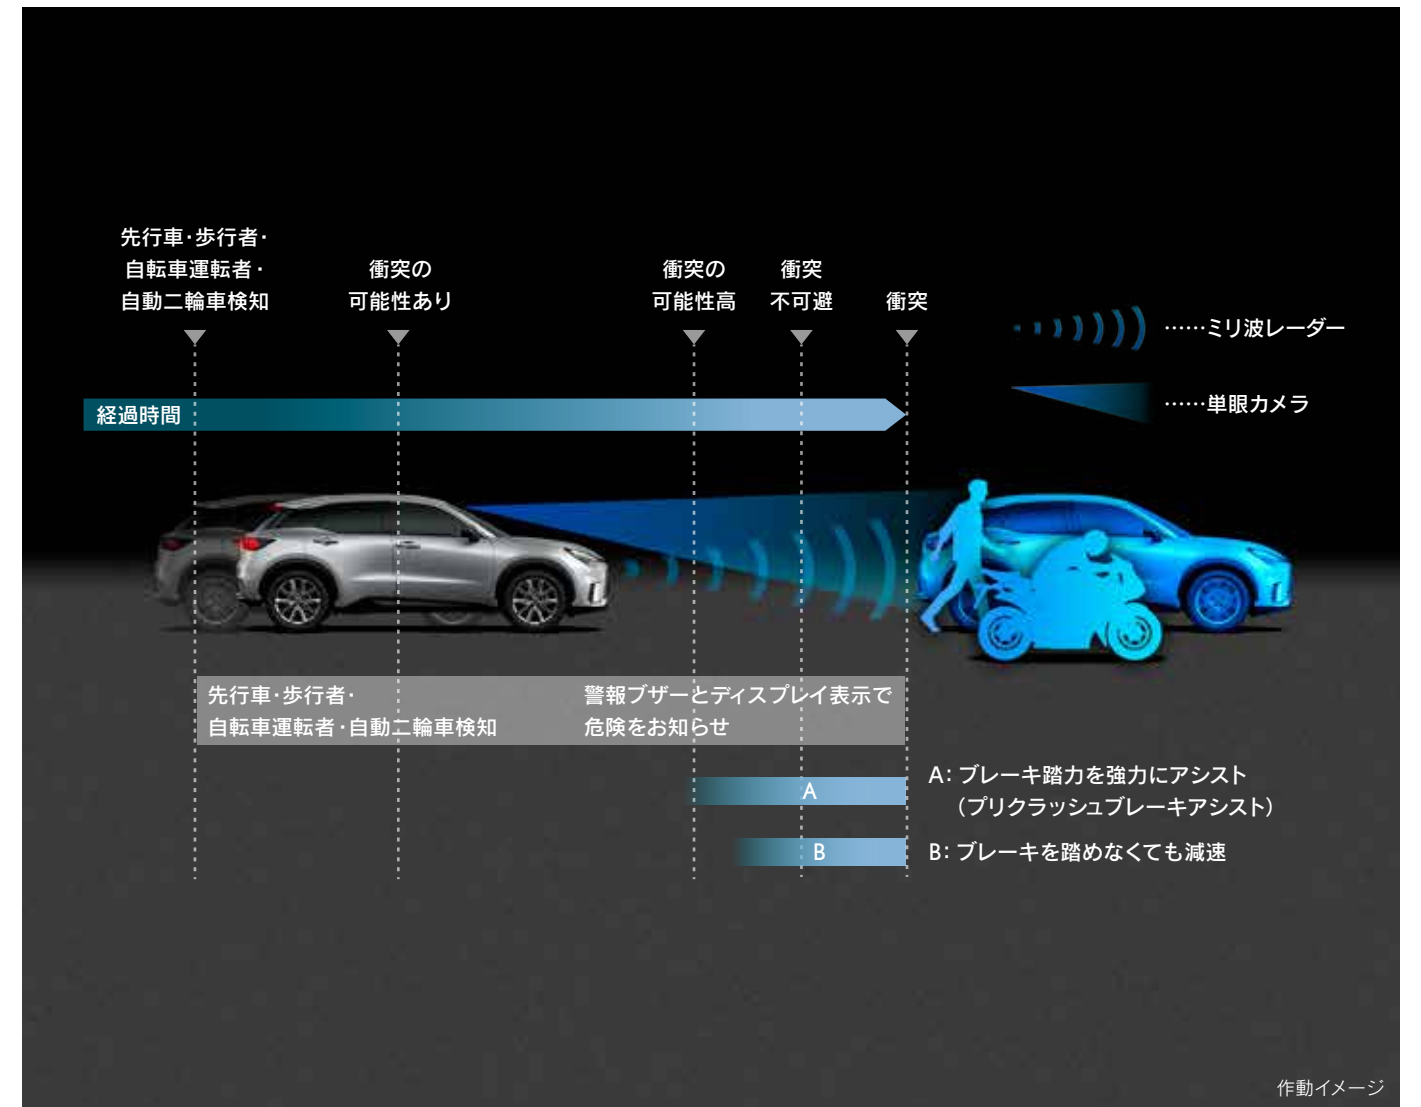 先行車・歩行者・
自転車運転者・
自動二輪車検知
衝突の
可能性あり
衝突の
可能性高
衝突
不可避
衝突
……ミリ波レーダー
……単眼カメラ
経過時間
先行車・歩行者・
自転車運転者・自動二輪車検知
警報ブザーとディスプレイ表示で
危険をお知らせ
A
A：ブレーキ踏力を強力にアシスト
（プリクラッシュブレーキアシスト）
B
B：ブレーキを踏めなくても減速
作動イメージ